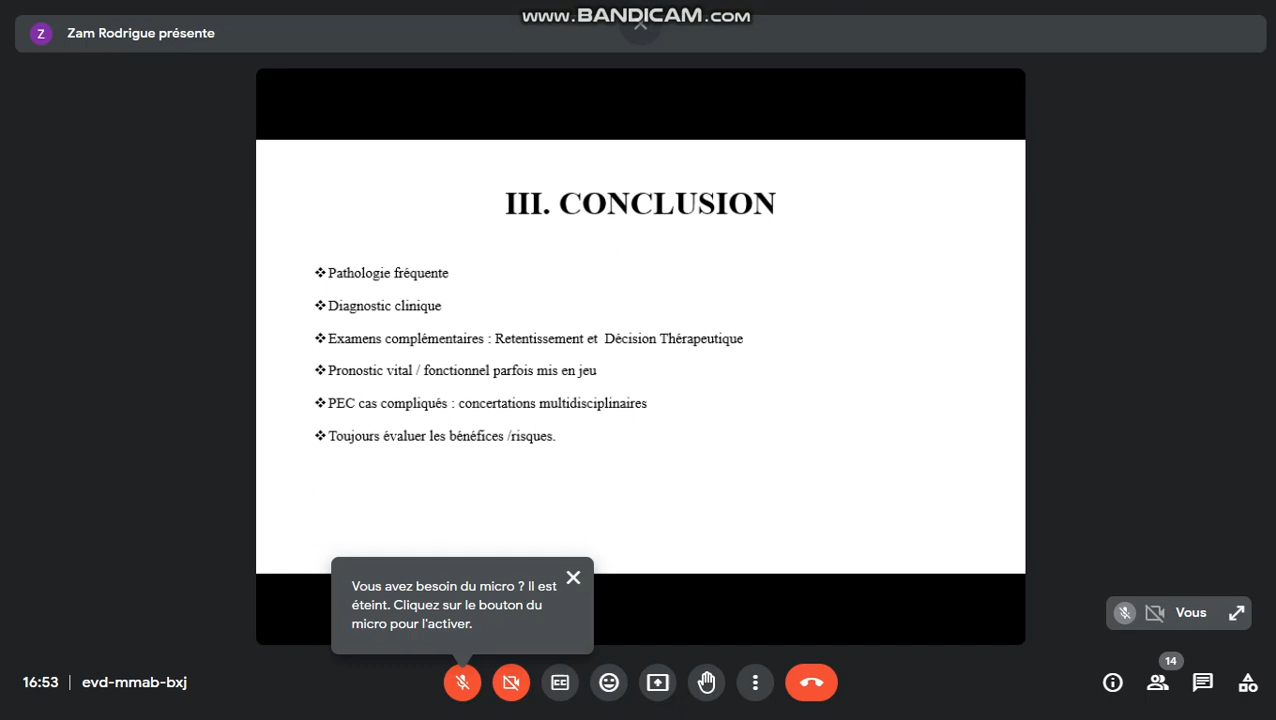 www.BANDICAM.com
Z
Zam Rodrigue présente
III. CONCLUSION
❖Pathologie fréquente
❖Diagnostic clinique
❖Examens complémentaires : Retentissement et Décision Thérapeutique
❖Pronostic vital / fonctionnel parfois mis en jeu
❖PEC cas compliqués : concertations multidisciplinaires
❖Toujours évaluer les bénéfices /risques.
Vous avez besoin du micro ? Il est
éteint. Cliquez sur le bouton du
micro pour l'activer.
Vous
16:53 | evd-mmab-bxj
CC
14